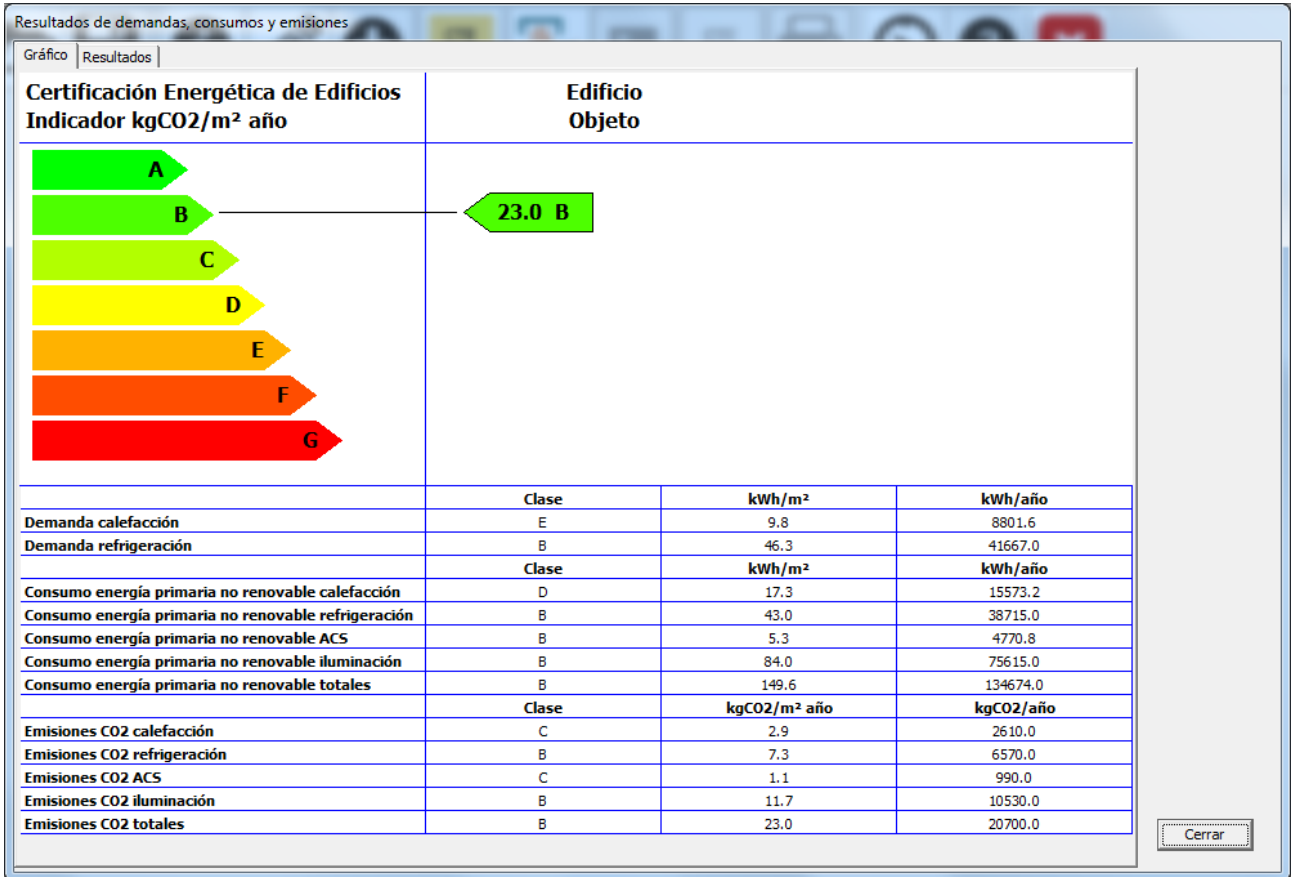 Resultados de demandas, consumos y emisiones
Gráfico Resultados
Certificación Energética de Edificios Edificio
Indicador kgCO2/m² año Objeto
A
B 23.0 B
C
D
E
F
G
Clase kWh/m² kWh/año
Demanda calefacción E 9.8 8801.6
Demanda refrigeración B 46.3 41667.0
Clase kWh/m² kWh/año
Consumo energía primaria no renovable calefacción D 17.3 15573.2
Consumo energía primaria no renovable refrigeración B 43.0 38715.0
Consumo energía primaria no renovable ACS B 5.3 4770.8
Consumo energía primaria no renovable iluminación B 84.0 75615.0
Consumo energía primaria no renovable totales B 149.6 134674.0
Clase kgCO2/m² año kgCO2/año
Emisiones CO2 calefacción C 2.9 2610.0
Emisiones CO2 refrigeración B 7.3 6570.0
Emisiones CO2 ACS C 1.1 990.0
Emisiones CO2 iluminación B 11.7 10530.0
Emisiones CO2 totales B 23.0 20700.0
Cerrar